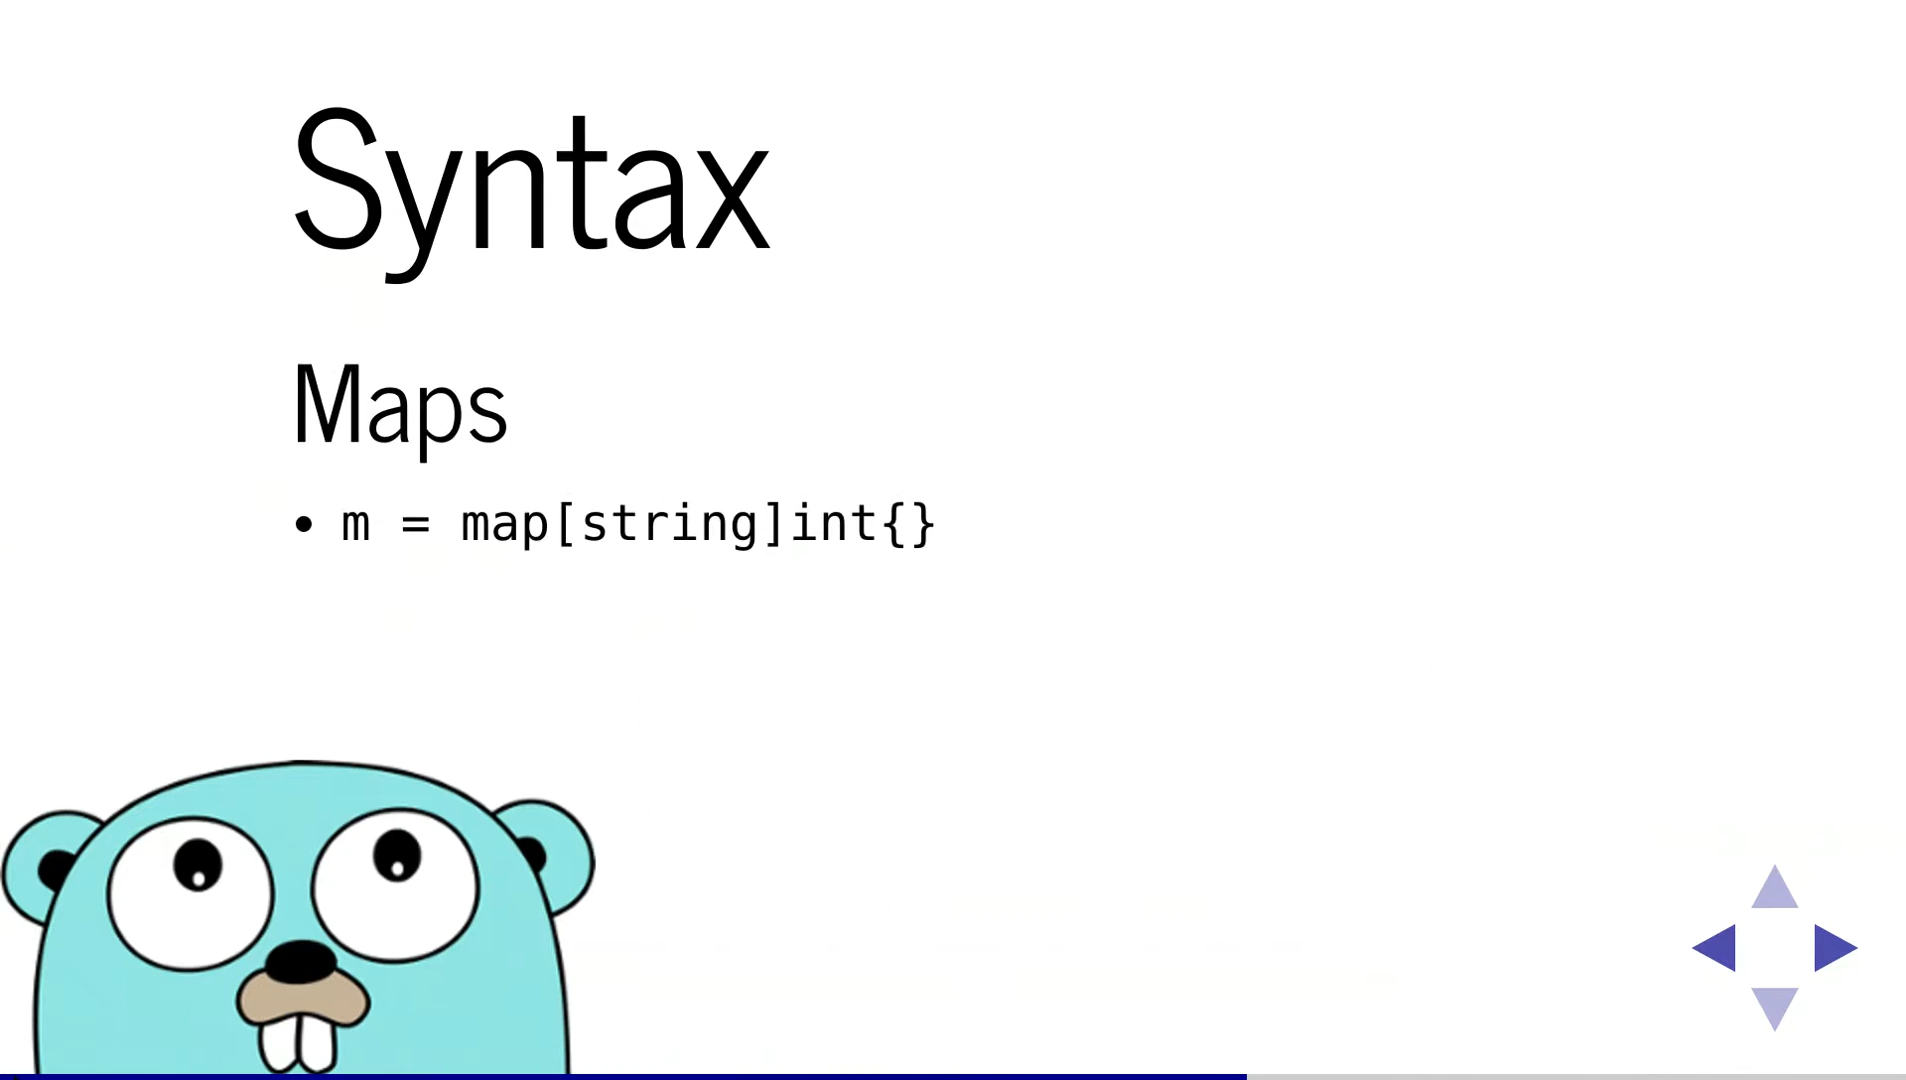 Syntax
Maps
• m = map[string]int{}